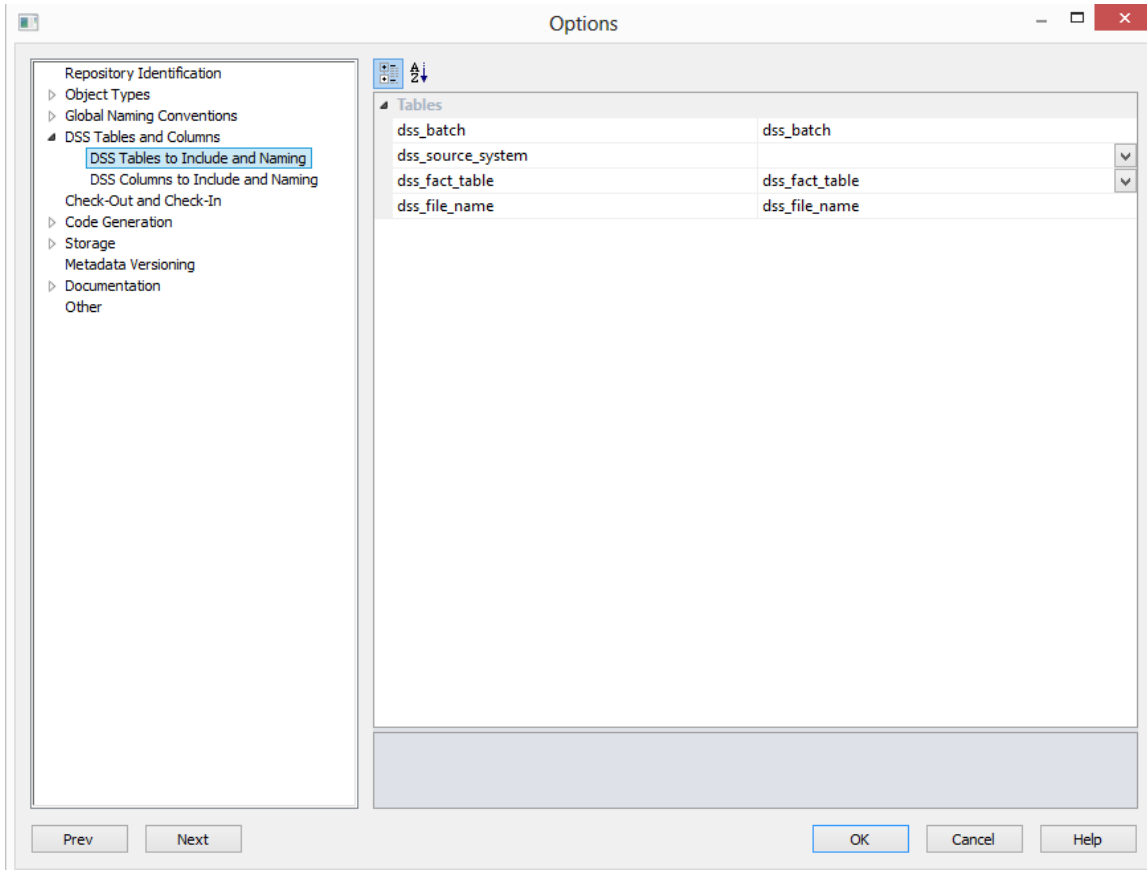 Options
Repository Identification
Object Types
Global Naming Conventions
DSS Tables and Columns
DSS Tables to Include and Naming
DSS Columns to Include and Naming
Check-Out and Check-In
Code Generation
Storage
Metadata Versioning
Documentation
Other
Tables
dss_batch dss_batch
dss_source_system
dss_fact_table dss_fact_table
dss_file_name dss_file_name
Prev Next OK Cancel Help